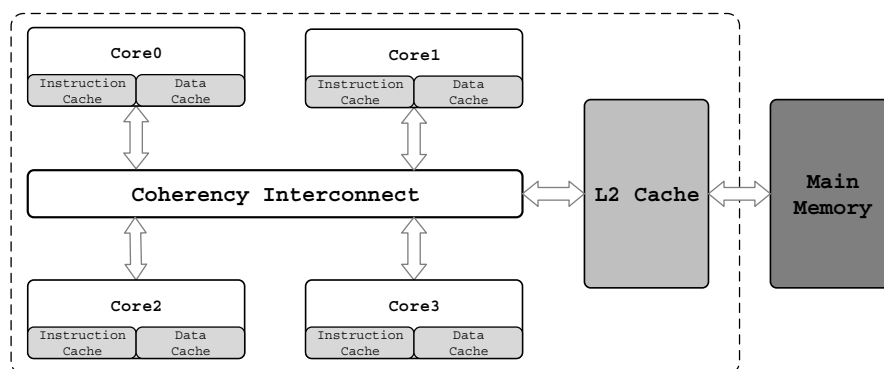 Core0
Instruction Cache
Data Cache
Core1
Instruction Cache
Data Cache
Coherency Interconnect
L2 Cache
Main
Memory
Core2
Instruction Cache
Data Cache
Core3
Instruction Cache
Data Cache